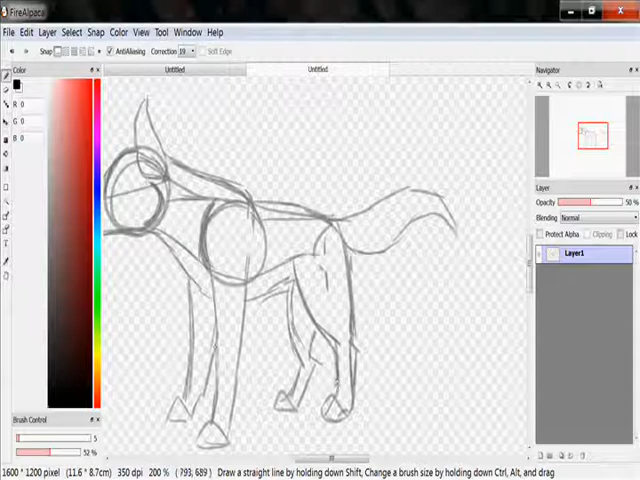 FireAlpaca
File Edit Layer Select Snap Color View Tool Window Help
Snap AntiAliasing Correction 19 Soft Edge
Color
Untitled
Untitled
Navigator
R 0
G 0
B 0
Layer
Opacity 50 %
Blending Normal
Protect Alpha Clipping Lock
Layer1
Brush Control
5
52 %
1600 * 1200 pixel (11.6 * 8.7cm) 350 dpi 200 % ( 793; 689 ) Draw a straight line by holding down Shift, Change a brush size by holding down Ctrl, Alt, and drag